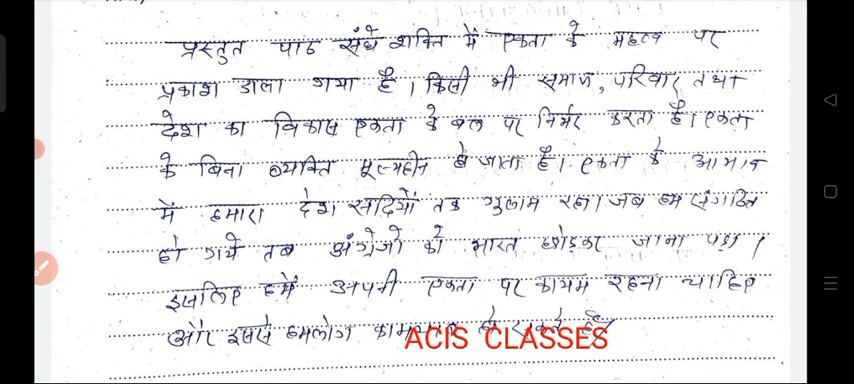 प्रस्तुत पाठ संघे शक्ति में एकता के महत्व पर
प्रकाश डाला गया है। किसी भी समाज, परिवार तथा
देश का विकास एकता के बल पर निर्भर करता है। एकता
के बिना व्यक्ति मूल्यहीन हो जाता है। एकता के अभाव
में हमारा देश सदियों तक गुलाम रहा। जब हम संगठित
हो गये तब अंग्रेजो को भारत छोड़कर जाना पड़ा।
इसलिए हमें अपनी एकता पर कायम रहना चाहिए
और इससे हमलोग हो सकते हैं
ACIS CLASSES